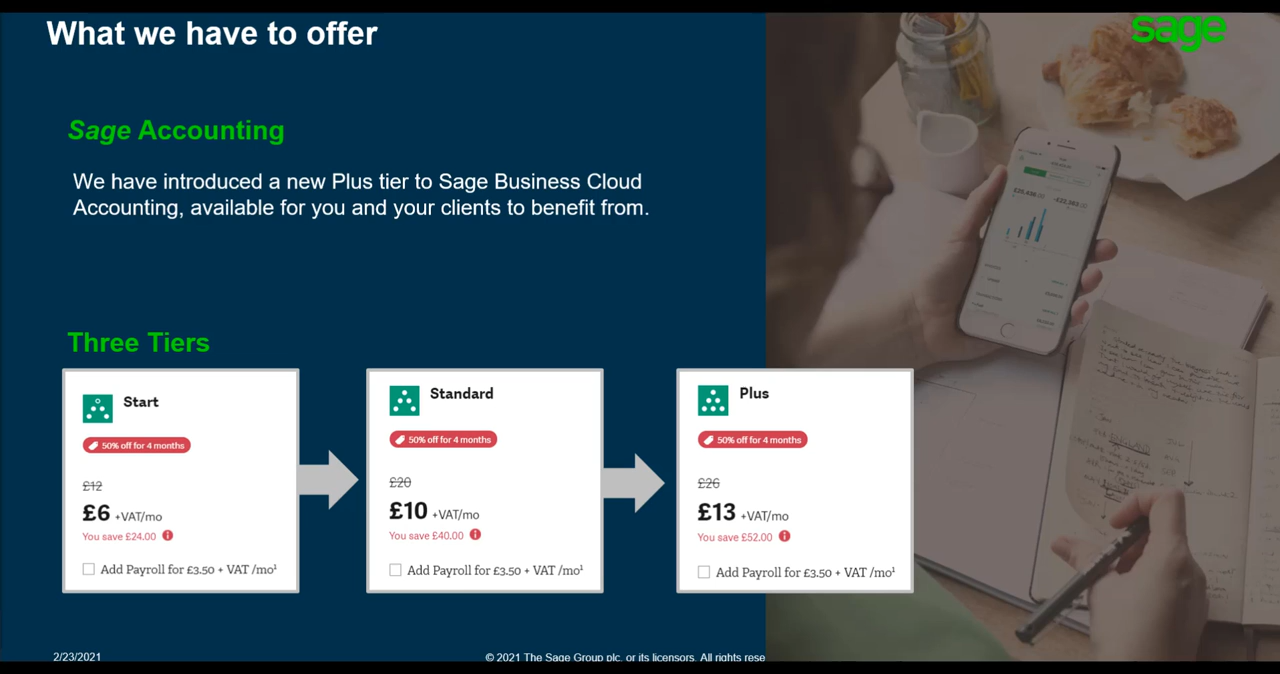 What we have to offer
sage
Sage Accounting
We have introduced a new Plus tier to Sage Business Cloud
Accounting, available for you and your clients to benefit from.
Three Tiers
Start
50% off for 4 months
£12
£6 +VAT/mo
You save £24.00
Add Payroll for £3.50 + VAT /mo¹
Standard
50% off for 4 months
£20
£10 +VAT/mo
You save £40.00
Add Payroll for £3.50 + VAT /mo¹
Plus
50% off for 4 months
£26
£13 +VAT/mo
You save £52.00
Add Payroll for £3.50 + VAT /mo¹
2/23/2021
© 2021 The Sage Group plc, or its licensors. All rights rese